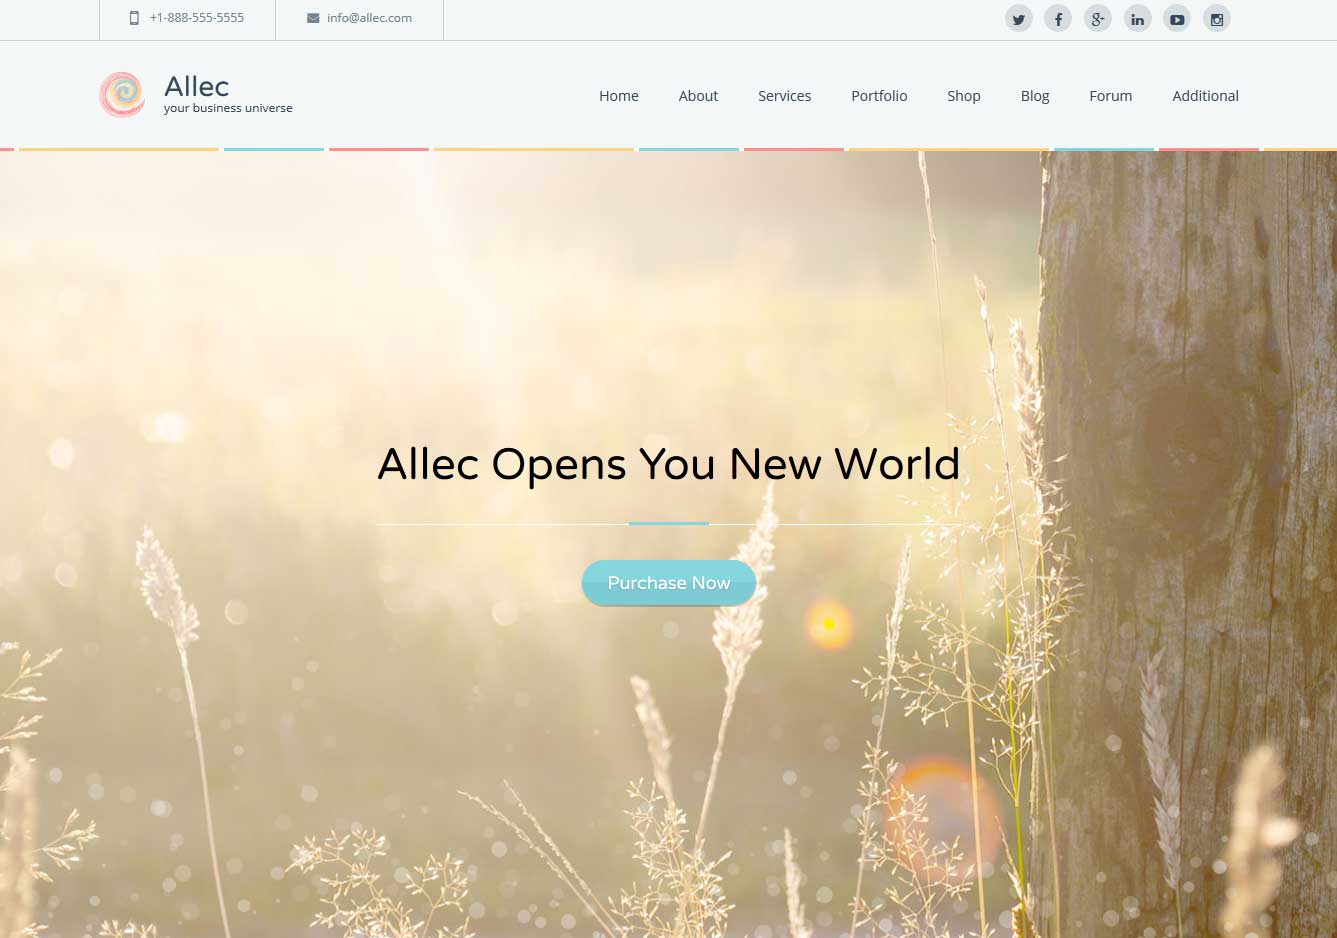 +1-888-555-5555
info@allec.com
Allec
your business universe
Home About Services Portfolio Shop Blog Forum Additional
Allec Opens You New World
Purchase Now